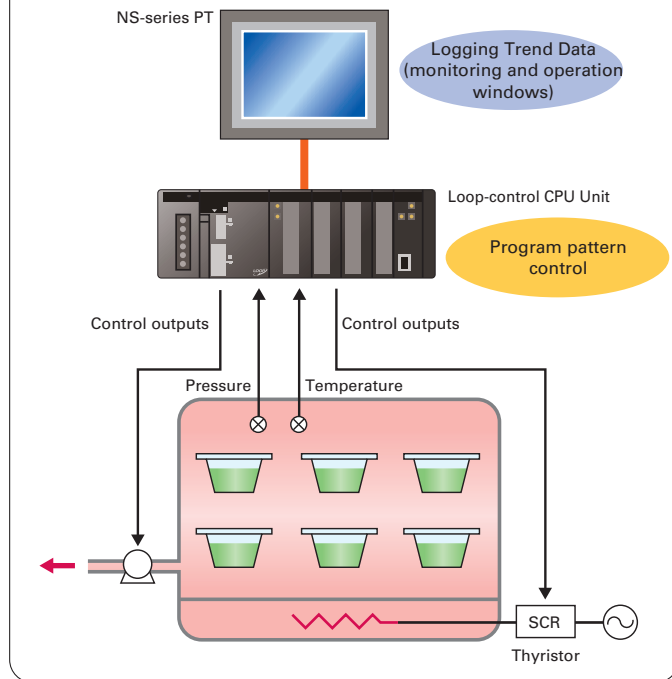 NS-series PT
Logging Trend Data
(monitoring and operation
windows)
Loop-control CPU Unit
Program pattern
control
Control outputs
Control outputs
Pressure
Temperature
SCR
Thyristor